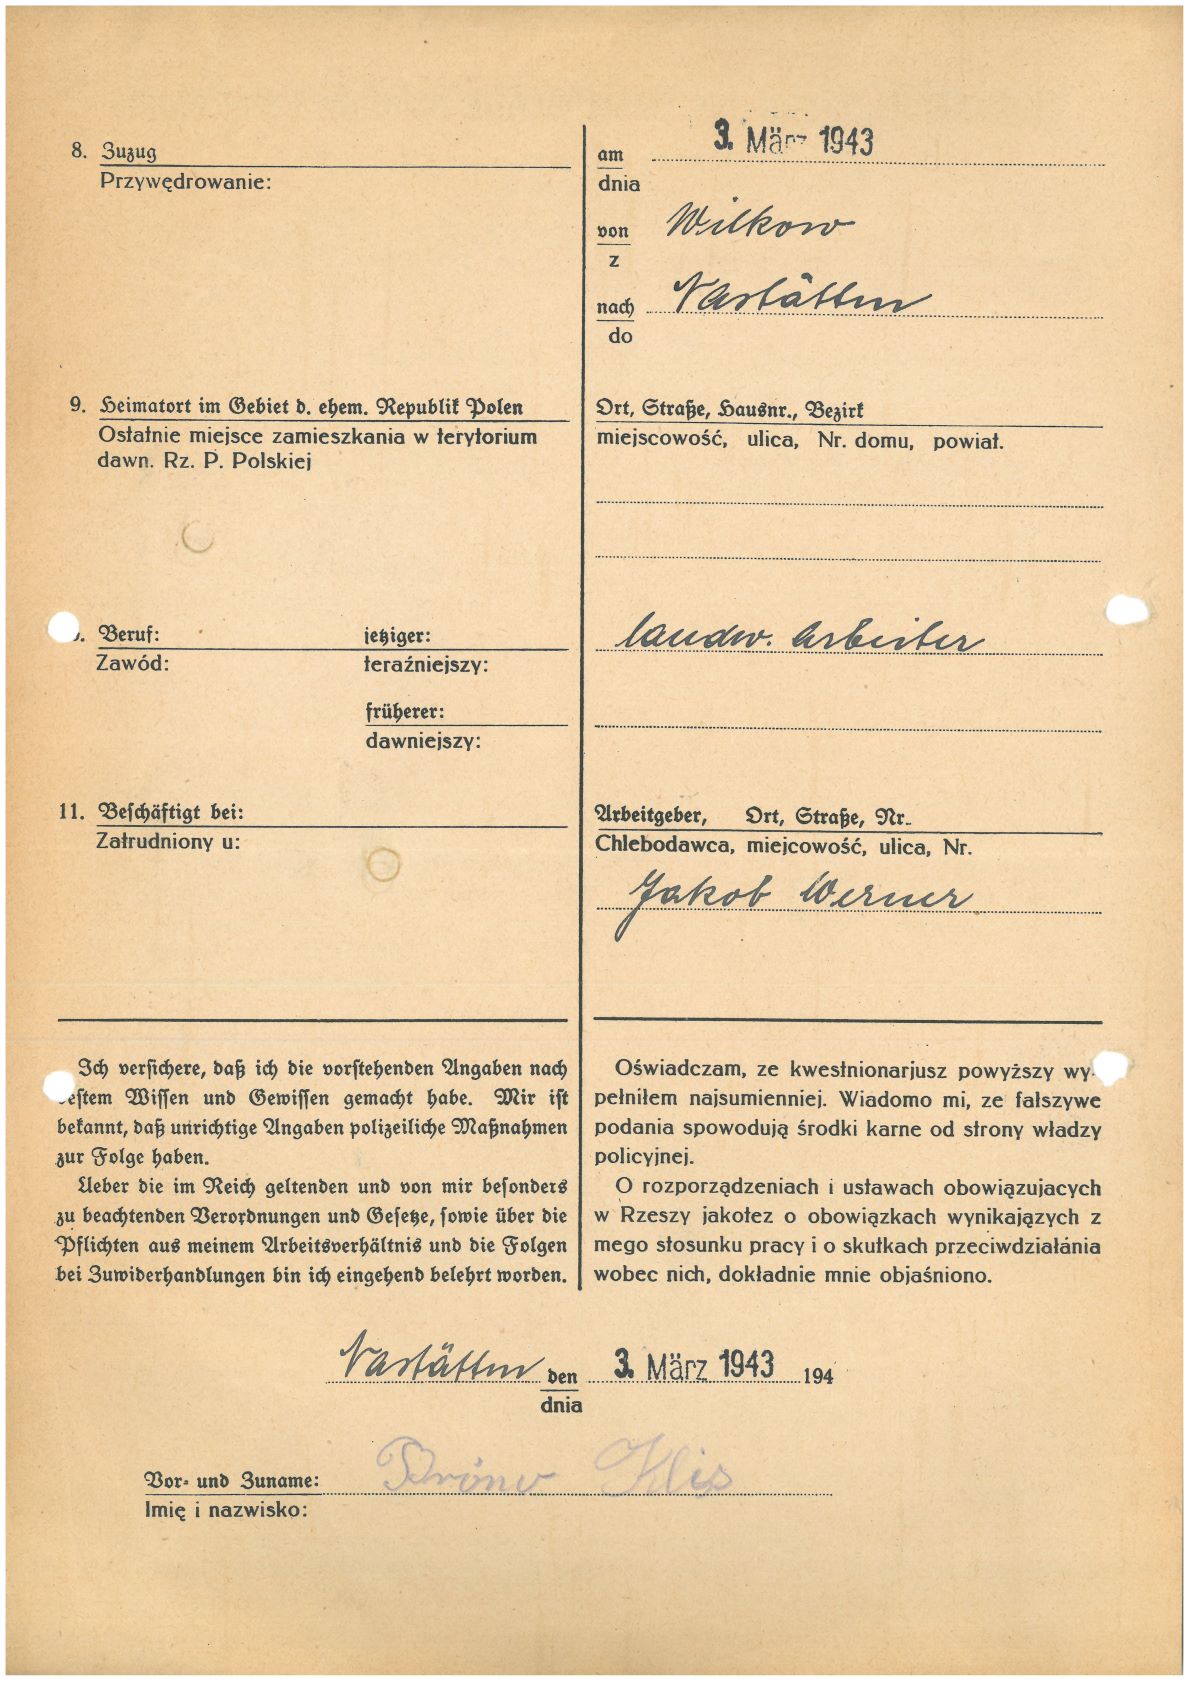 8. Zuzug
Przywędrowanie:
am 3. März 1943
dnia
von Wilkow
z
nach Nastätten
do
9. Heimatort im Gebiet d. ehem. Republik Polen
Ostatnie miejsce zamieszkania w terytorium
dawn. Rz. P. Polskiej
Ort, Straße, Hausnr., Bezirk
miejscowość, ulica, Nr. domu, powiat.
Beruf: jetziger: landw. Arbeiter
Zawód: teraźniejszy:
früherer:
dawniejszy:
11. Beschäftigt bei:
Zatrudniony u:
Arbeitgeber, Ort, Straße, Nr.
Chlebodawca, miejcowość, ulica, Nr.
Jakob Werner
Ich versichere, daß ich die vorstehenden Angaben nach
estem Wissen und Gewissen gemacht habe. Mir ist
bekannt, daß unrichtige Angaben polizeiliche Maßnahmen
zur Folge haben.
Ueber die im Reich geltenden und von mir besonders
zu beachtenden Verordnungen und Gesetze, sowie über die
Pflichten aus meinem Arbeitsverhältnis und die Folgen
bei Zuwiderhandlungen bin ich eingehend belehrt worden.
Oświadczam, ze kwestnionarjusz powyższy wy-
pełniłem najsumienniej. Wiadomo mi, ze fałszywe
podania spowodują środki karne od strony władzy
policyjnej.
O rozporządzeniach i ustawach obowiązujacych
w Rzeszy jakotez o obowiązkach wynikających z
mego stosunku pracy i o skutkach przeciwdziałánia
wobec nich, dokładnie mnie objaśniono.
Nastätten den 3. März 1943 194
dnia
Vor- und Zuname: Bróno Klis
Imię i nazwisko: